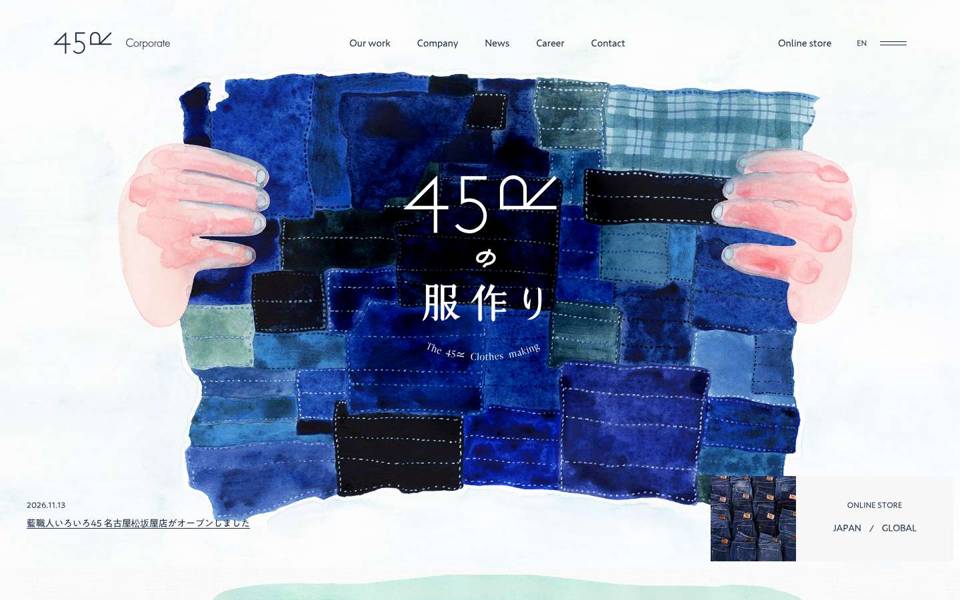 45R Corporate
Our work Company News Career Contact
Online store EN
45R
の
服作り
The 45R Clothes making
2026.11.13
藍職人いろいろ45 名古屋松坂屋店がオープンしました
ONLINE STORE
JAPAN / GLOBAL